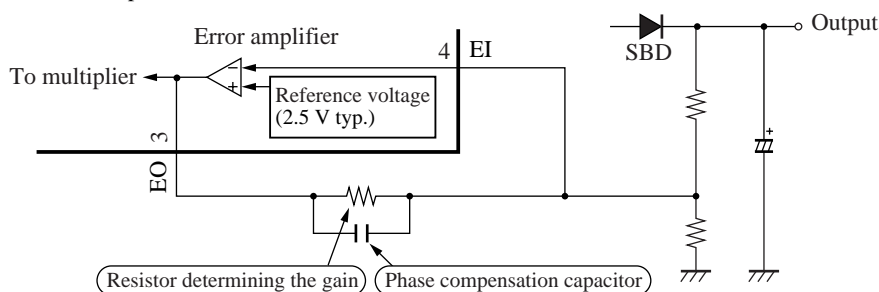 Error amplifier
To multiplier
−
+
Reference voltage
(2.5 V typ.)
4
EI
3
EO
SBD
Output
+
Resistor determining the gain
Phase compensation capacitor